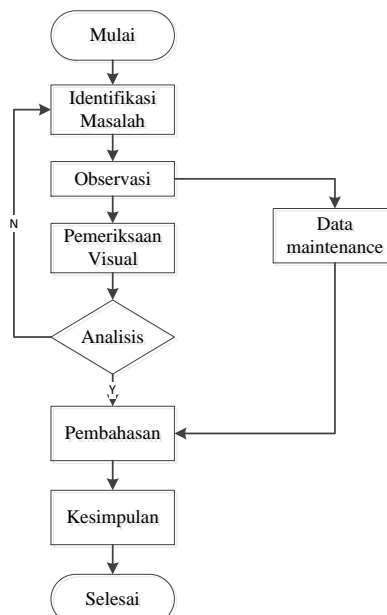 Mulai
Identifikasi
Masalah
Observasi
N
Pemeriksaan
Visual
Data
maintenance
Analisis
Y
Pembahasan
Kesimpulan
Selesai